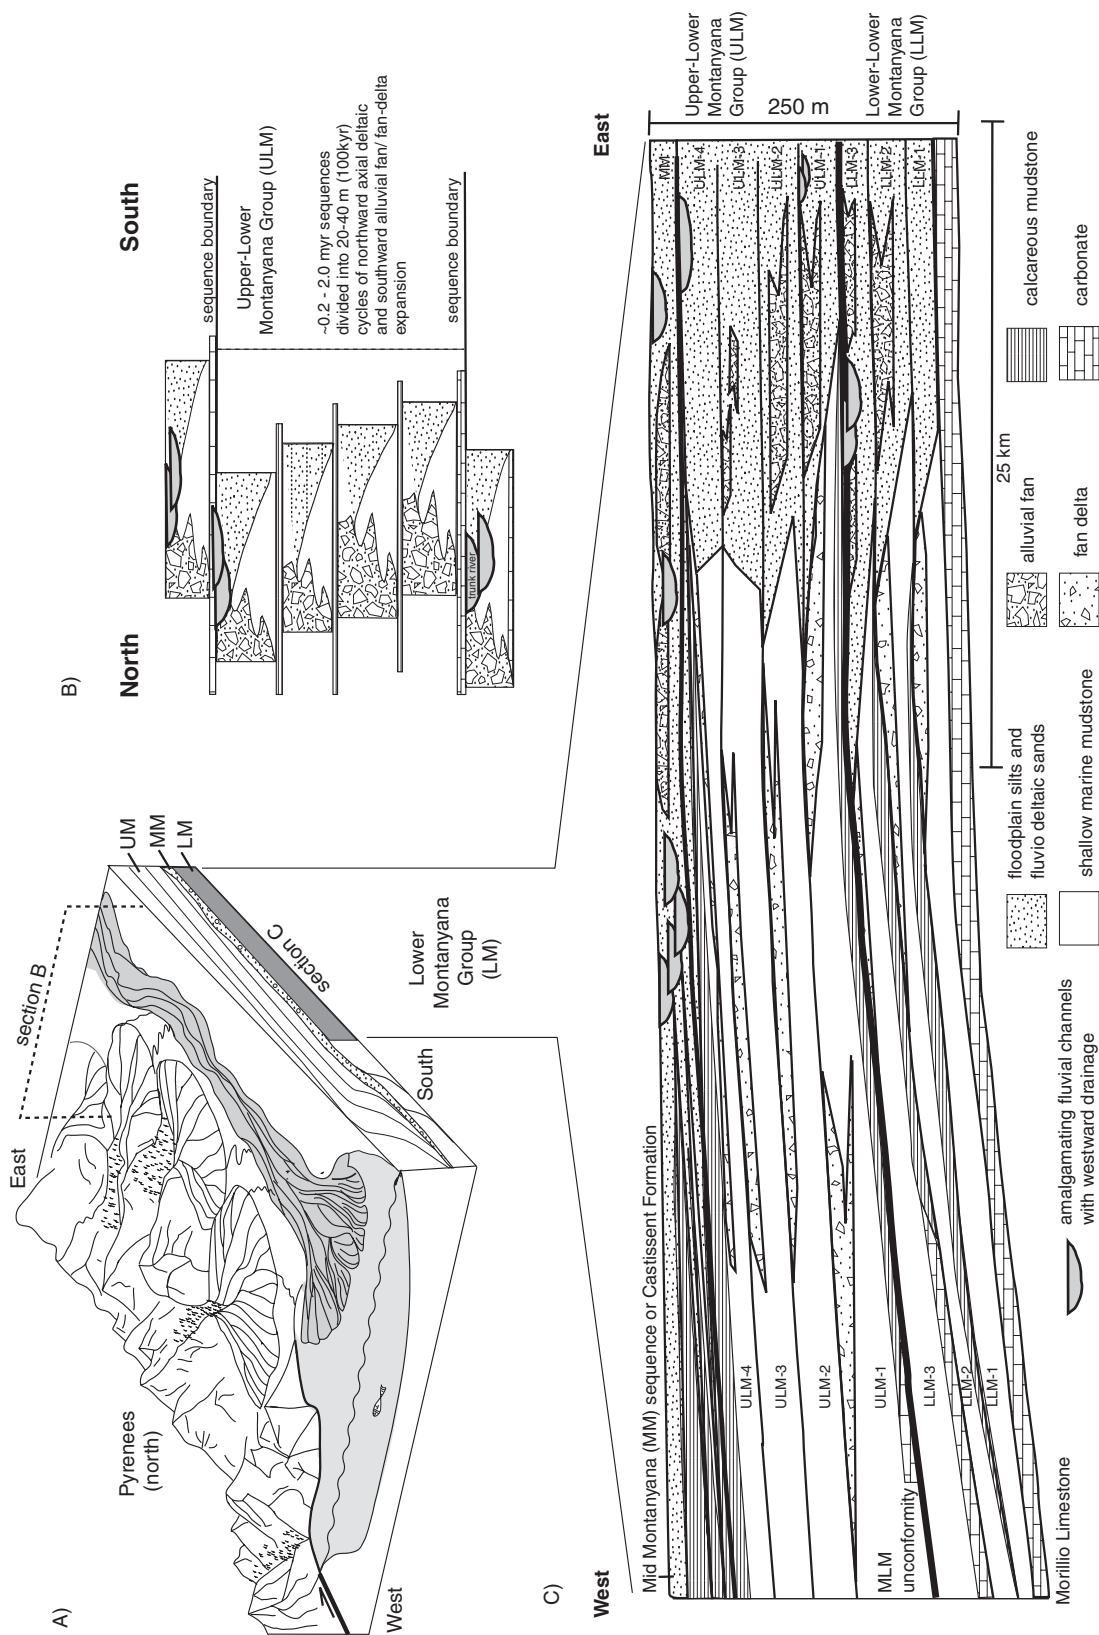 A)
Pyrenees
(north)
East
West
South
section B
section C
UM
MM
LM
Lower
Montanyana
Group
(LM)
B)
North
South
sequence boundary
Upper-Lower
Montanyana Group (ULM)
~0.2 - 2.0 myr sequences
divided into 20-40 m (100kyr)
cycles of northward axial deltaic
and southward alluvial fan/ fan-delta
expansion
sequence boundary
trunk river
C)
West
East
Mid Montanyana (MM) sequence or Castissent Formation
ULM-4
ULM-3
ULM-2
ULM-1
MLM
unconformity
LLM-3
LLM-2
LLM-1
Morillio Limestone
MM
ULM-4
ULM-3
ULM-2
ULM-1
LLM-3
LLM-2
LLM-1
Upper-Lower
Montanyana
Group (ULM)
250 m
Lower-Lower
Montanyana
Group (LLM)
25 km
amalgamating fluvial channels
with westward drainage
floodplain silts and
fluvio deltaic sands
shallow marine mudstone
alluvial fan
fan delta
calcareous mudstone
carbonate